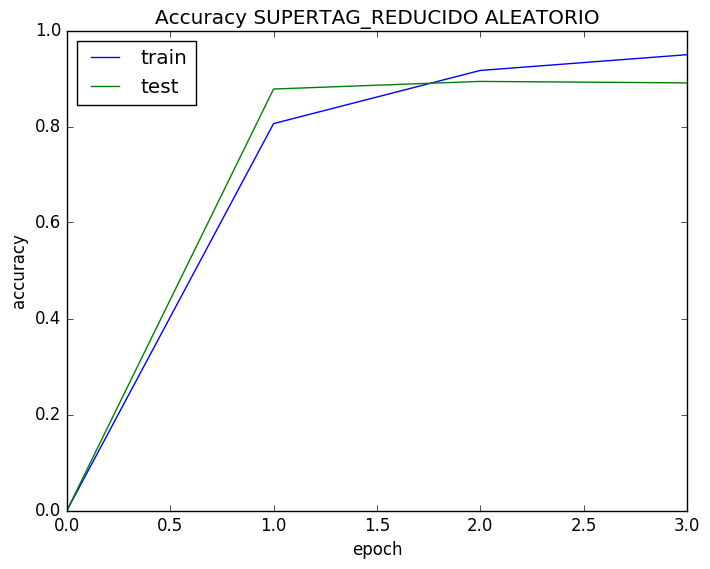 Accuracy SUPERTAG_REDUCIDO ALEATORIO
train
test
accuracy
1.0
0.8
0.6
0.4
0.2
0.0
0.0 0.5 1.0 1.5 2.0 2.5 3.0
epoch